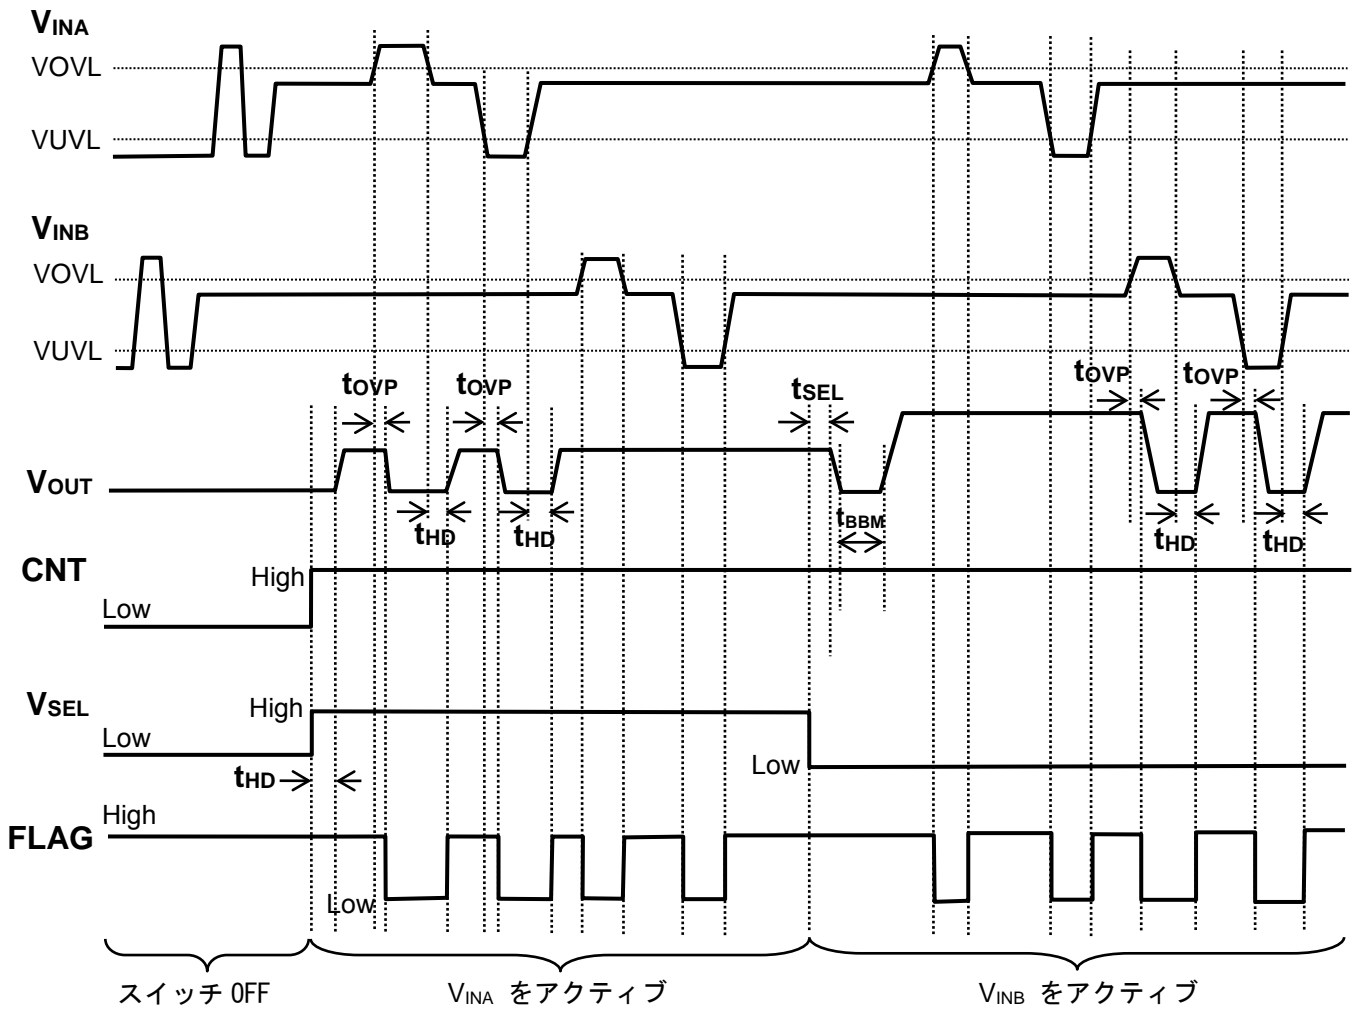 VINA
VOVL
VUVL
VINB
VOVL
VUVL
tOVP tOVP tSEL tOVP tOVP
VOUT
tHD tHD tBBM tHD tHD
CNT
High
Low
VSEL
High
Low
Low
tHD
High
FLAG
Low
スイッチ OFF
VINA をアクティブ
VINB をアクティブ